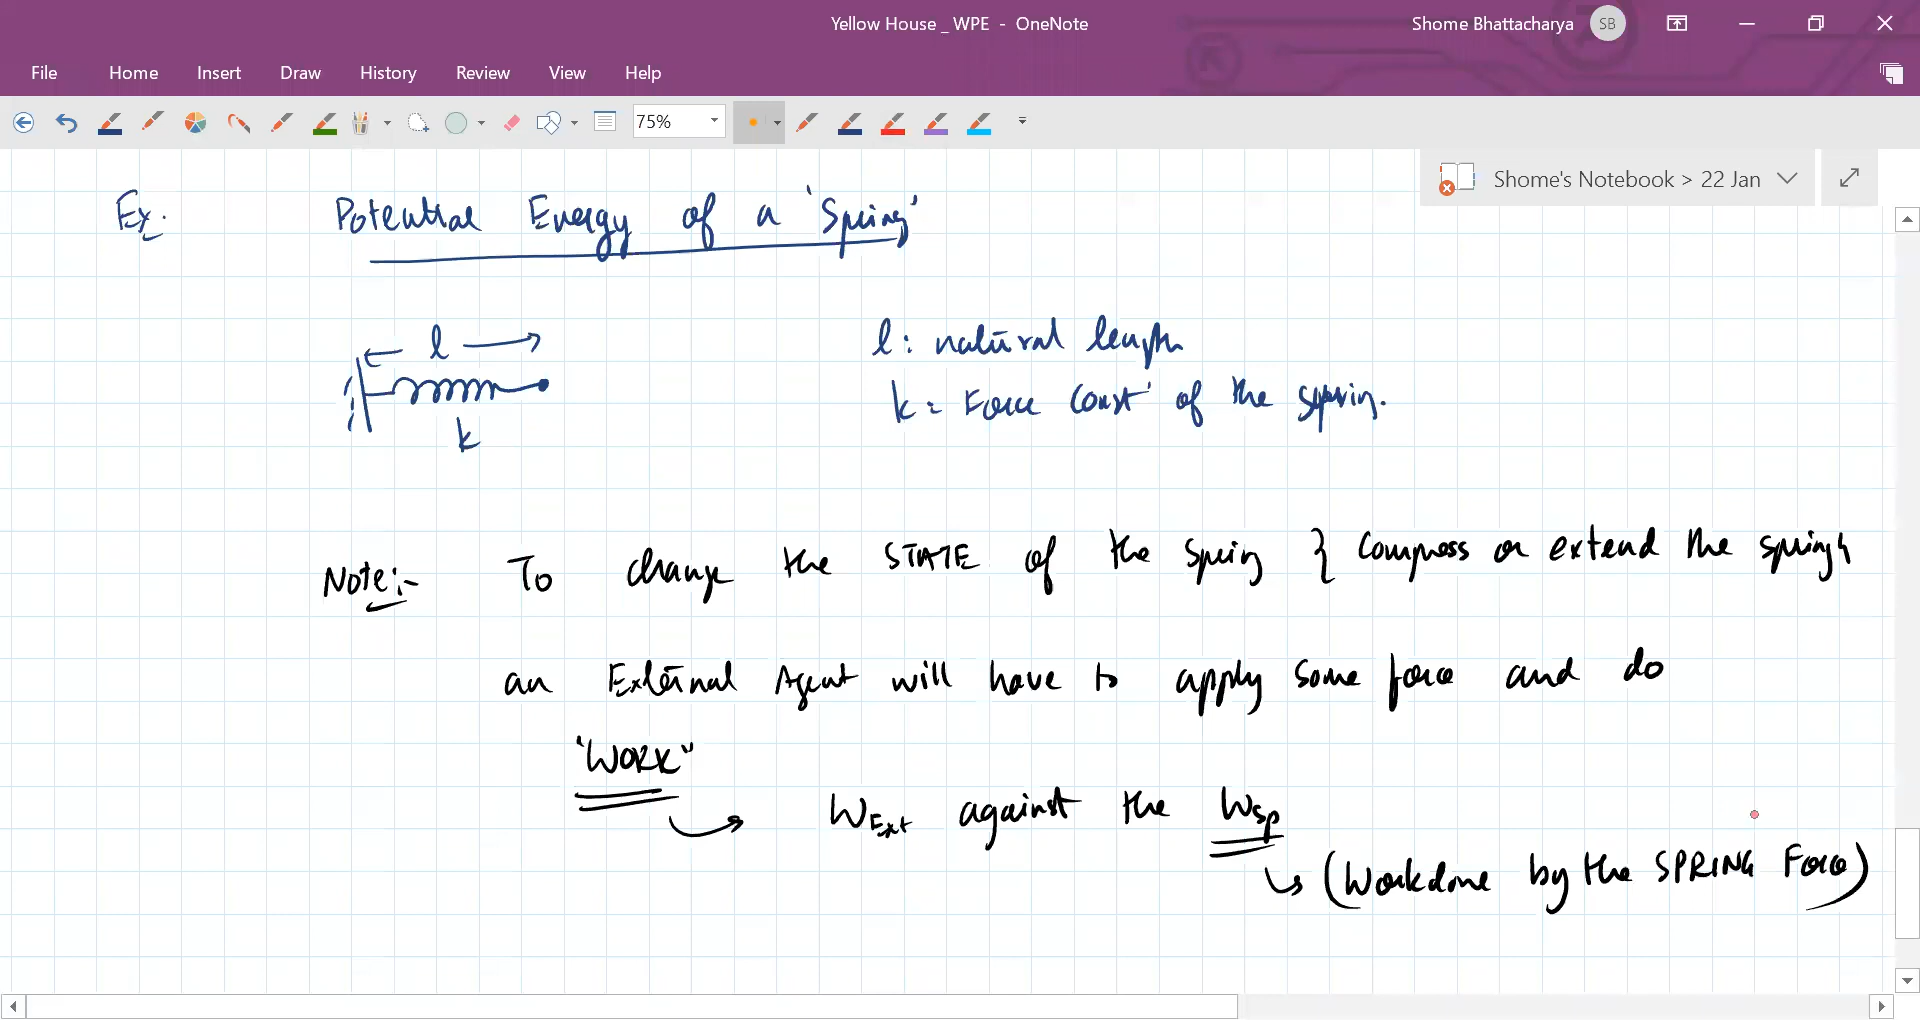 Yellow House _ WPE - OneNote
Shome Bhattacharya SB
File Home Insert Draw History Review View Help
75%
Shome's Notebook > 22 Jan
Ex:
Potential Energy of a 'Spring'
l
k
l: natural length
k = Force Const of the spring.
Note:- To change the STATE of the spring } Compress or extend the spring}
an External Agent will have to apply some force and do
"WORK"
WExt against the Wsp
(Workdone by the SPRING Force)